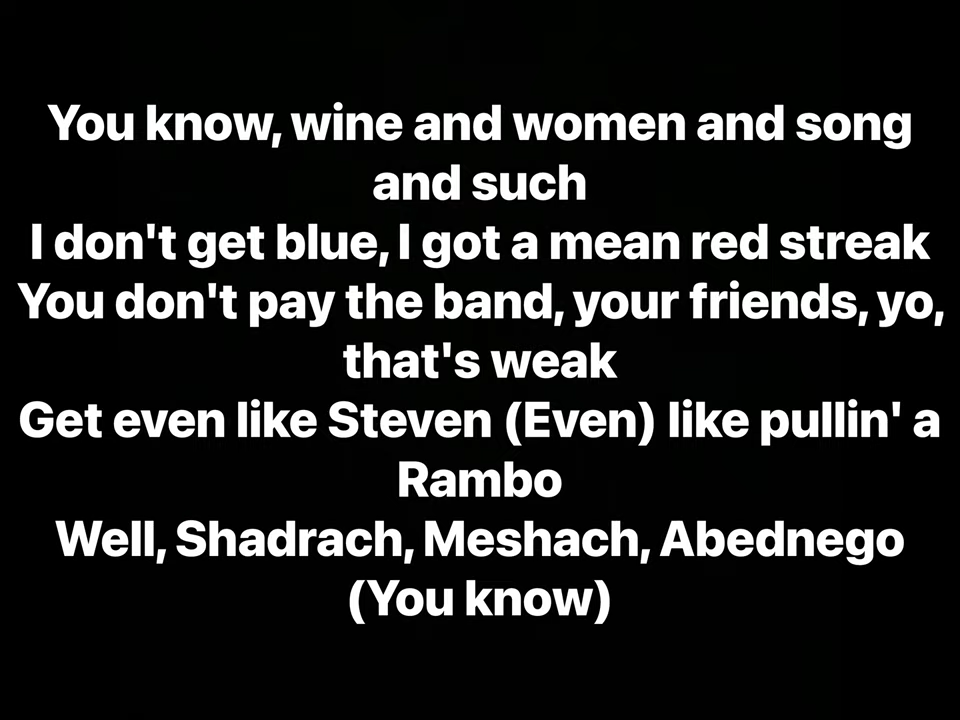 You know, wine and women and song
and such
I don't get blue, I got a mean red streak
You don't pay the band, your friends, yo,
that's weak
Get even like Steven (Even) like pullin' a
Rambo
Well, Shadrach, Meshach, Abednego
(You know)